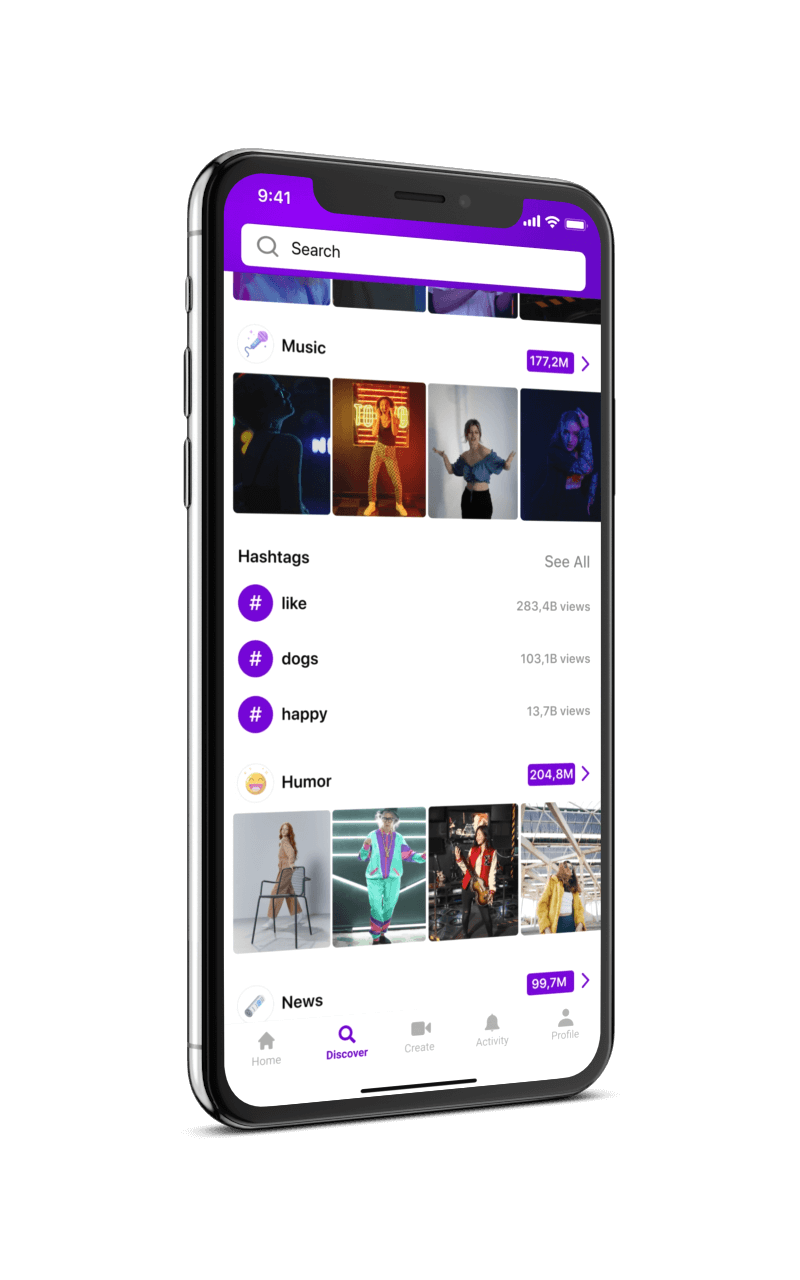 9:41
Search
Music
177,2M
Hashtags
See All
# like
283,4B views
# dogs
103,1B views
# happy
13,7B views
Humor
204,8M
News
99,7M
Home
Discover
Create
Activity
Profile